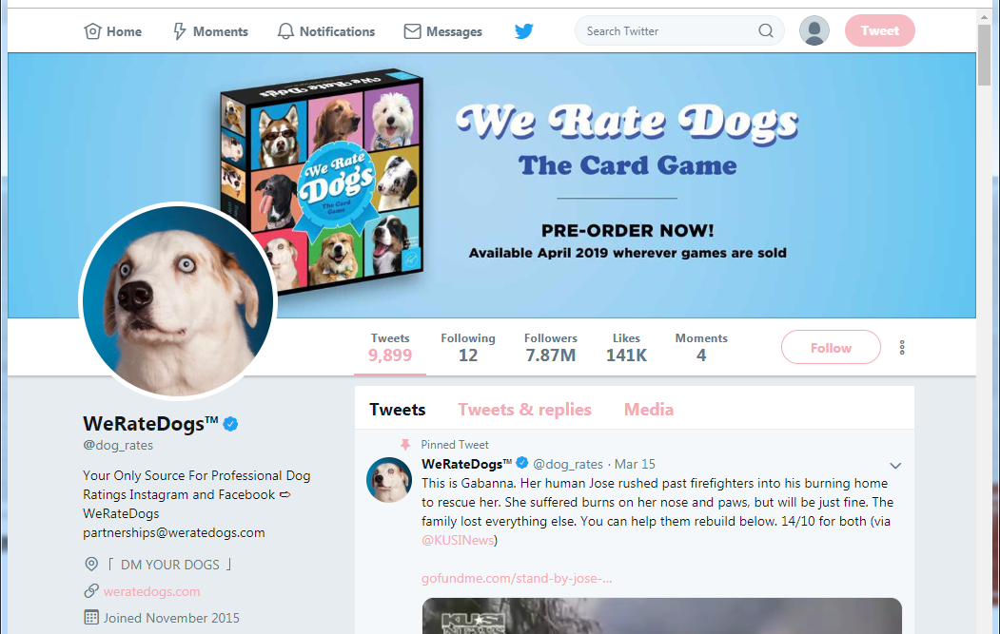 Home
Moments
Notifications
Messages
Search Twitter
Tweet
We Rate Dogs
We Rate
Dogs
The Card
Game
We Rate Dogs
The Card Game
PRE-ORDER NOW!
Available April 2019 wherever games are sold
Tweets Following Followers Likes Moments
9,899 12 7.87M 141K 4
Follow
WeRateDogs™
@dog_rates
Your Only Source For Professional Dog
Ratings Instagram and Facebook ➯
WeRateDogs
partnerships@weratedogs.com
「 DM YOUR DOGS 」
weratedogs.com
Joined November 2015
Tweets Tweets & replies Media
Pinned Tweet
WeRateDogs™ @dog_rates · Mar 15
This is Gabanna. Her human Jose rushed past firefighters into his burning home
to rescue her. She suffered burns on her nose and paws, but will be just fine. The
family lost everything else. You can help them rebuild below. 14/10 for both (via
@KUSINews)
gofundme.com/stand-by-jose-...
KUSI
NEWS